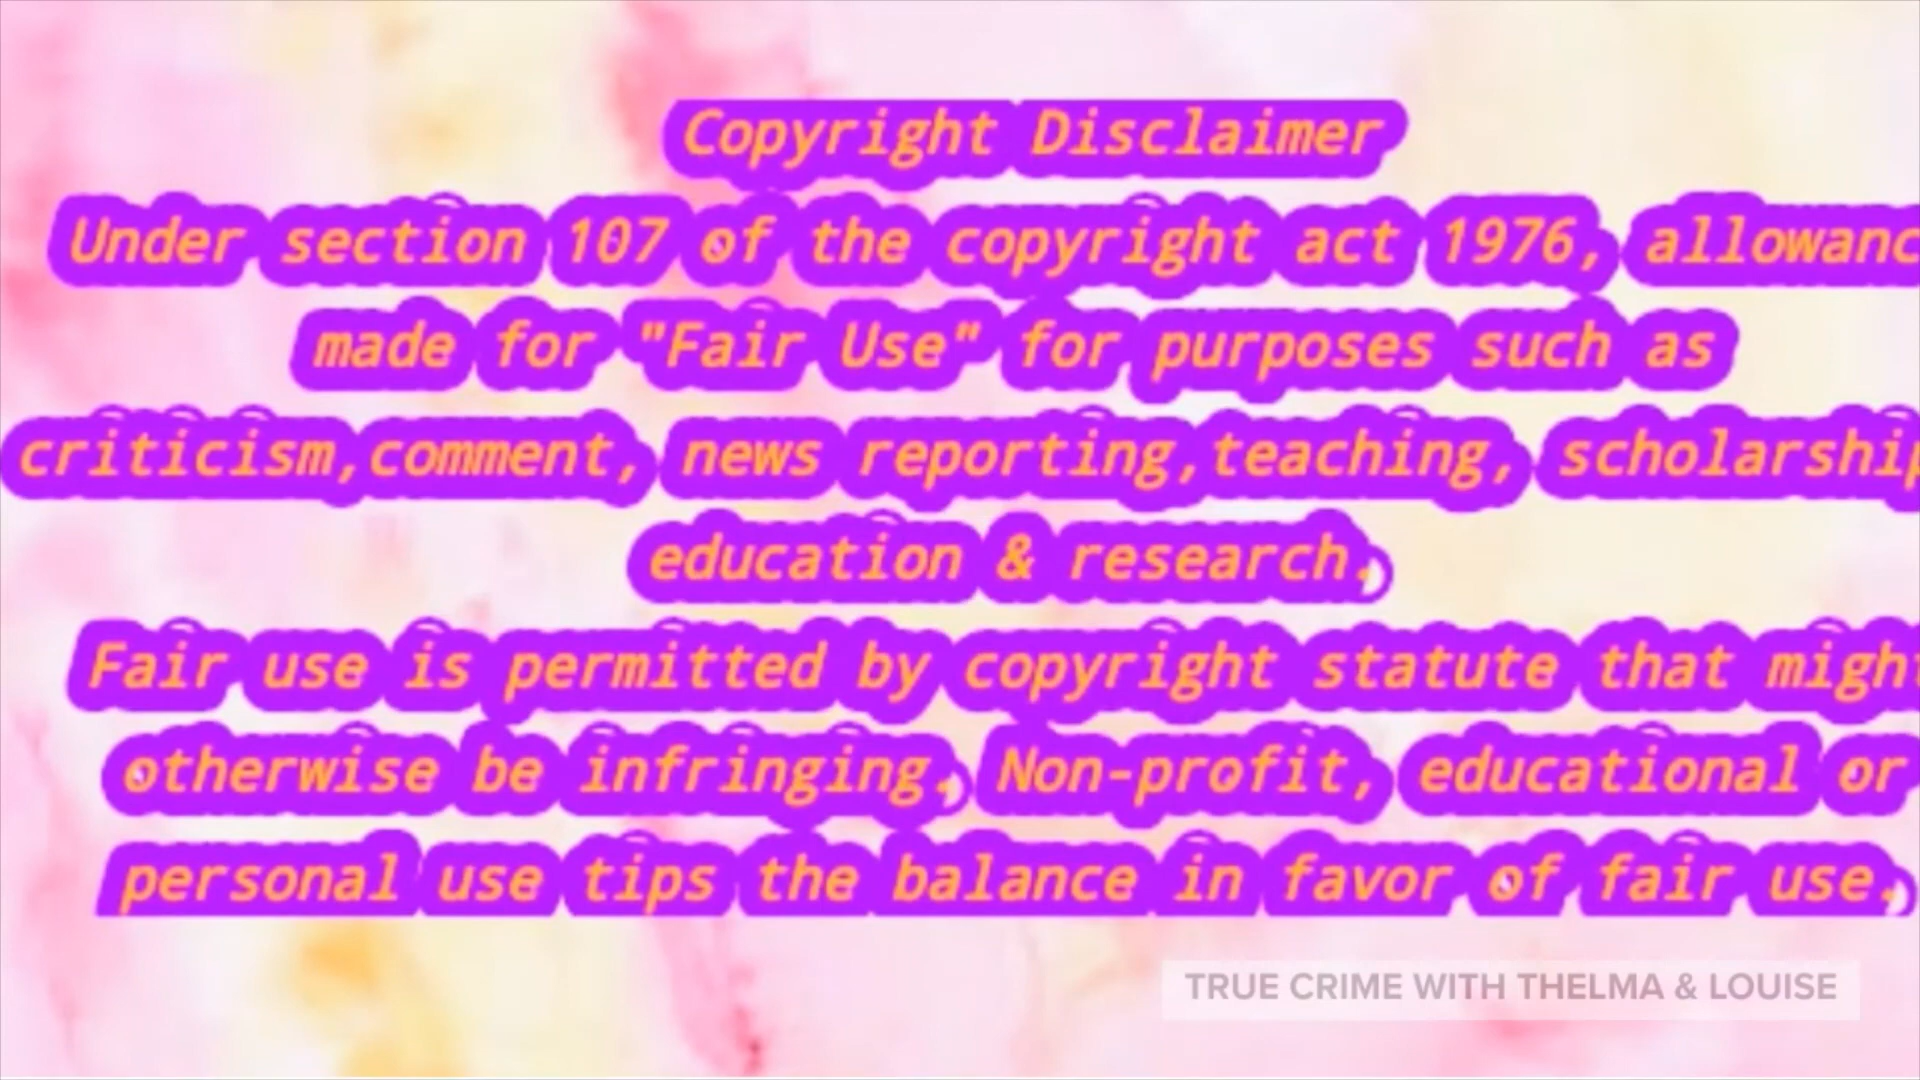 Copyright Disclaimer
Under section 107 of the copyright act 1976, allowanc
made for "Fair Use" for purposes such as
criticism,comment, news reporting,teaching, scholarship
education & research.
Fair use is permitted by copyright statute that might
otherwise be infringing. Non-profit, educational or
personal use tips the balance in favor of fair use.
TRUE CRIME WITH THELMA & LOUISE